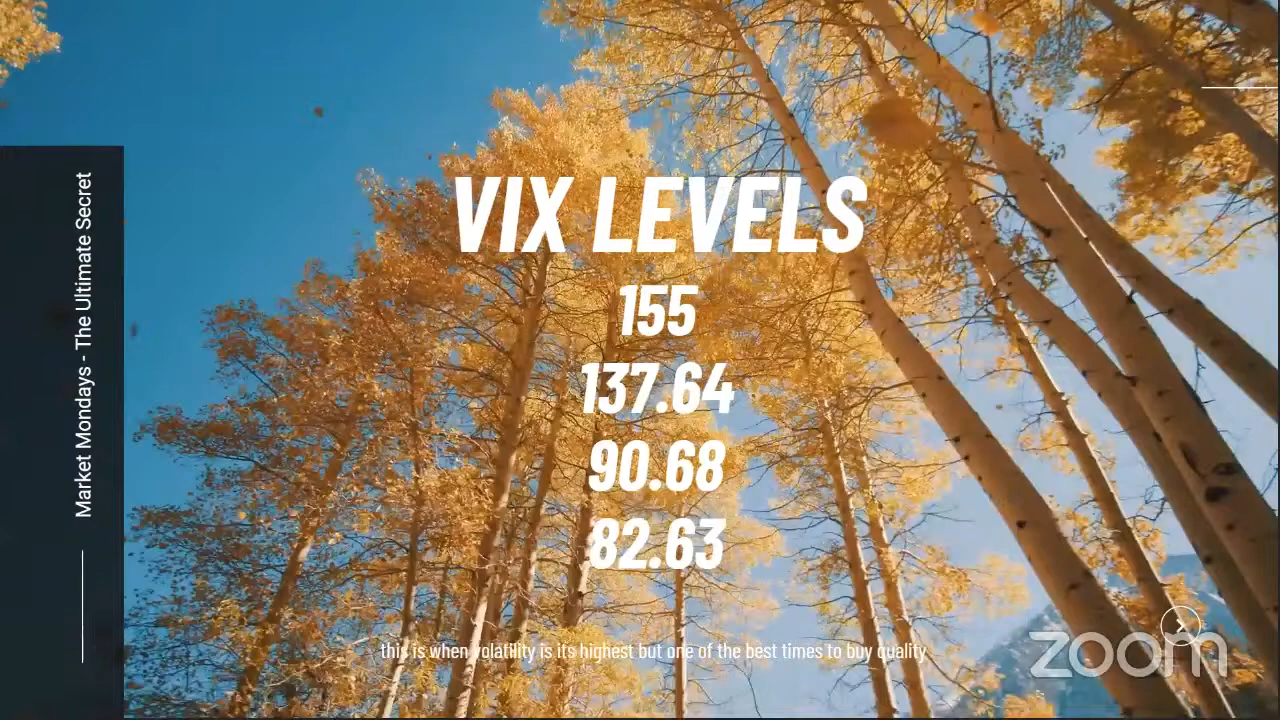 Market Mondays - The Ultimate Secret
VIX LEVELS
155
137.64
90.68
82.63
this is when volatility is its highest but one of the best times to buy quality
zoom